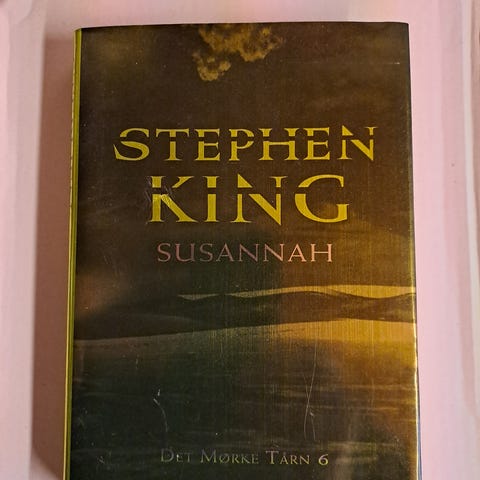 STEPHEN
KING
SUSANNAH
DET MØRKE TÅRN 6